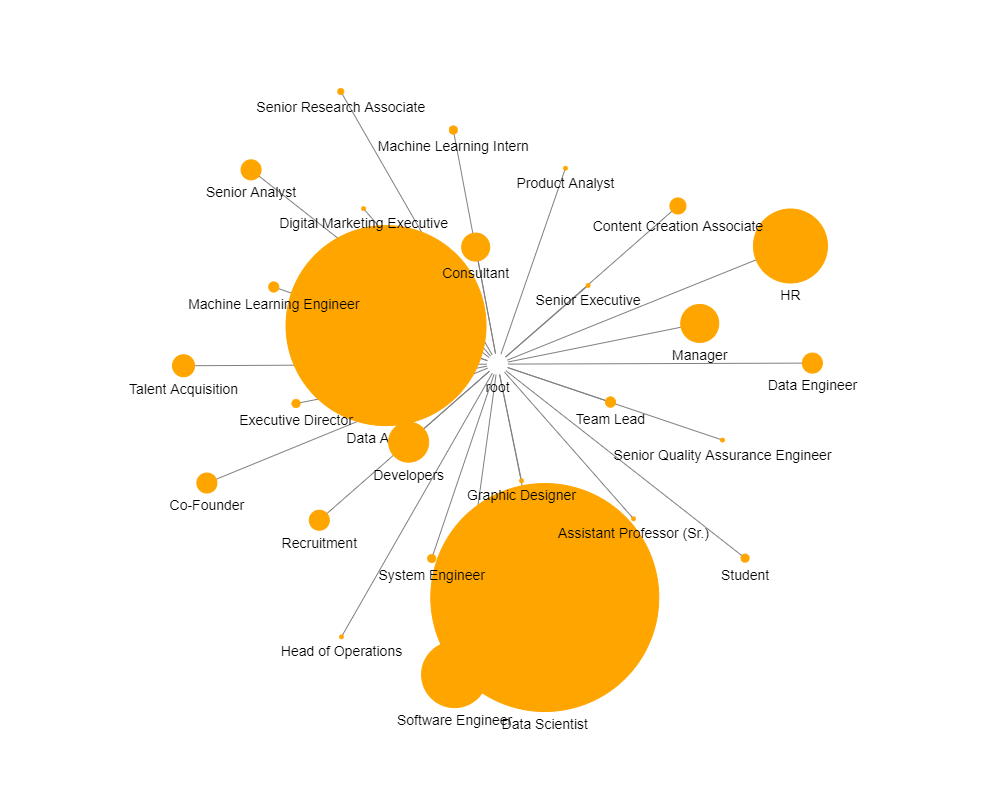 Senior Research Associate
Machine Learning Intern
Product Analyst
Senior Analyst
Digital Marketing Executive
Content Creation Associate
Consultant
HR
Senior Executive
Machine Learning Engineer
Manager
root
Data Engineer
Talent Acquisition
Executive Director
Team Lead
Data A
Senior Quality Assurance Engineer
Developers
Graphic Designer
Co-Founder
Assistant Professor (Sr.)
Recruitment
System Engineer
Student
Head of Operations
Software Engineer
Data Scientist